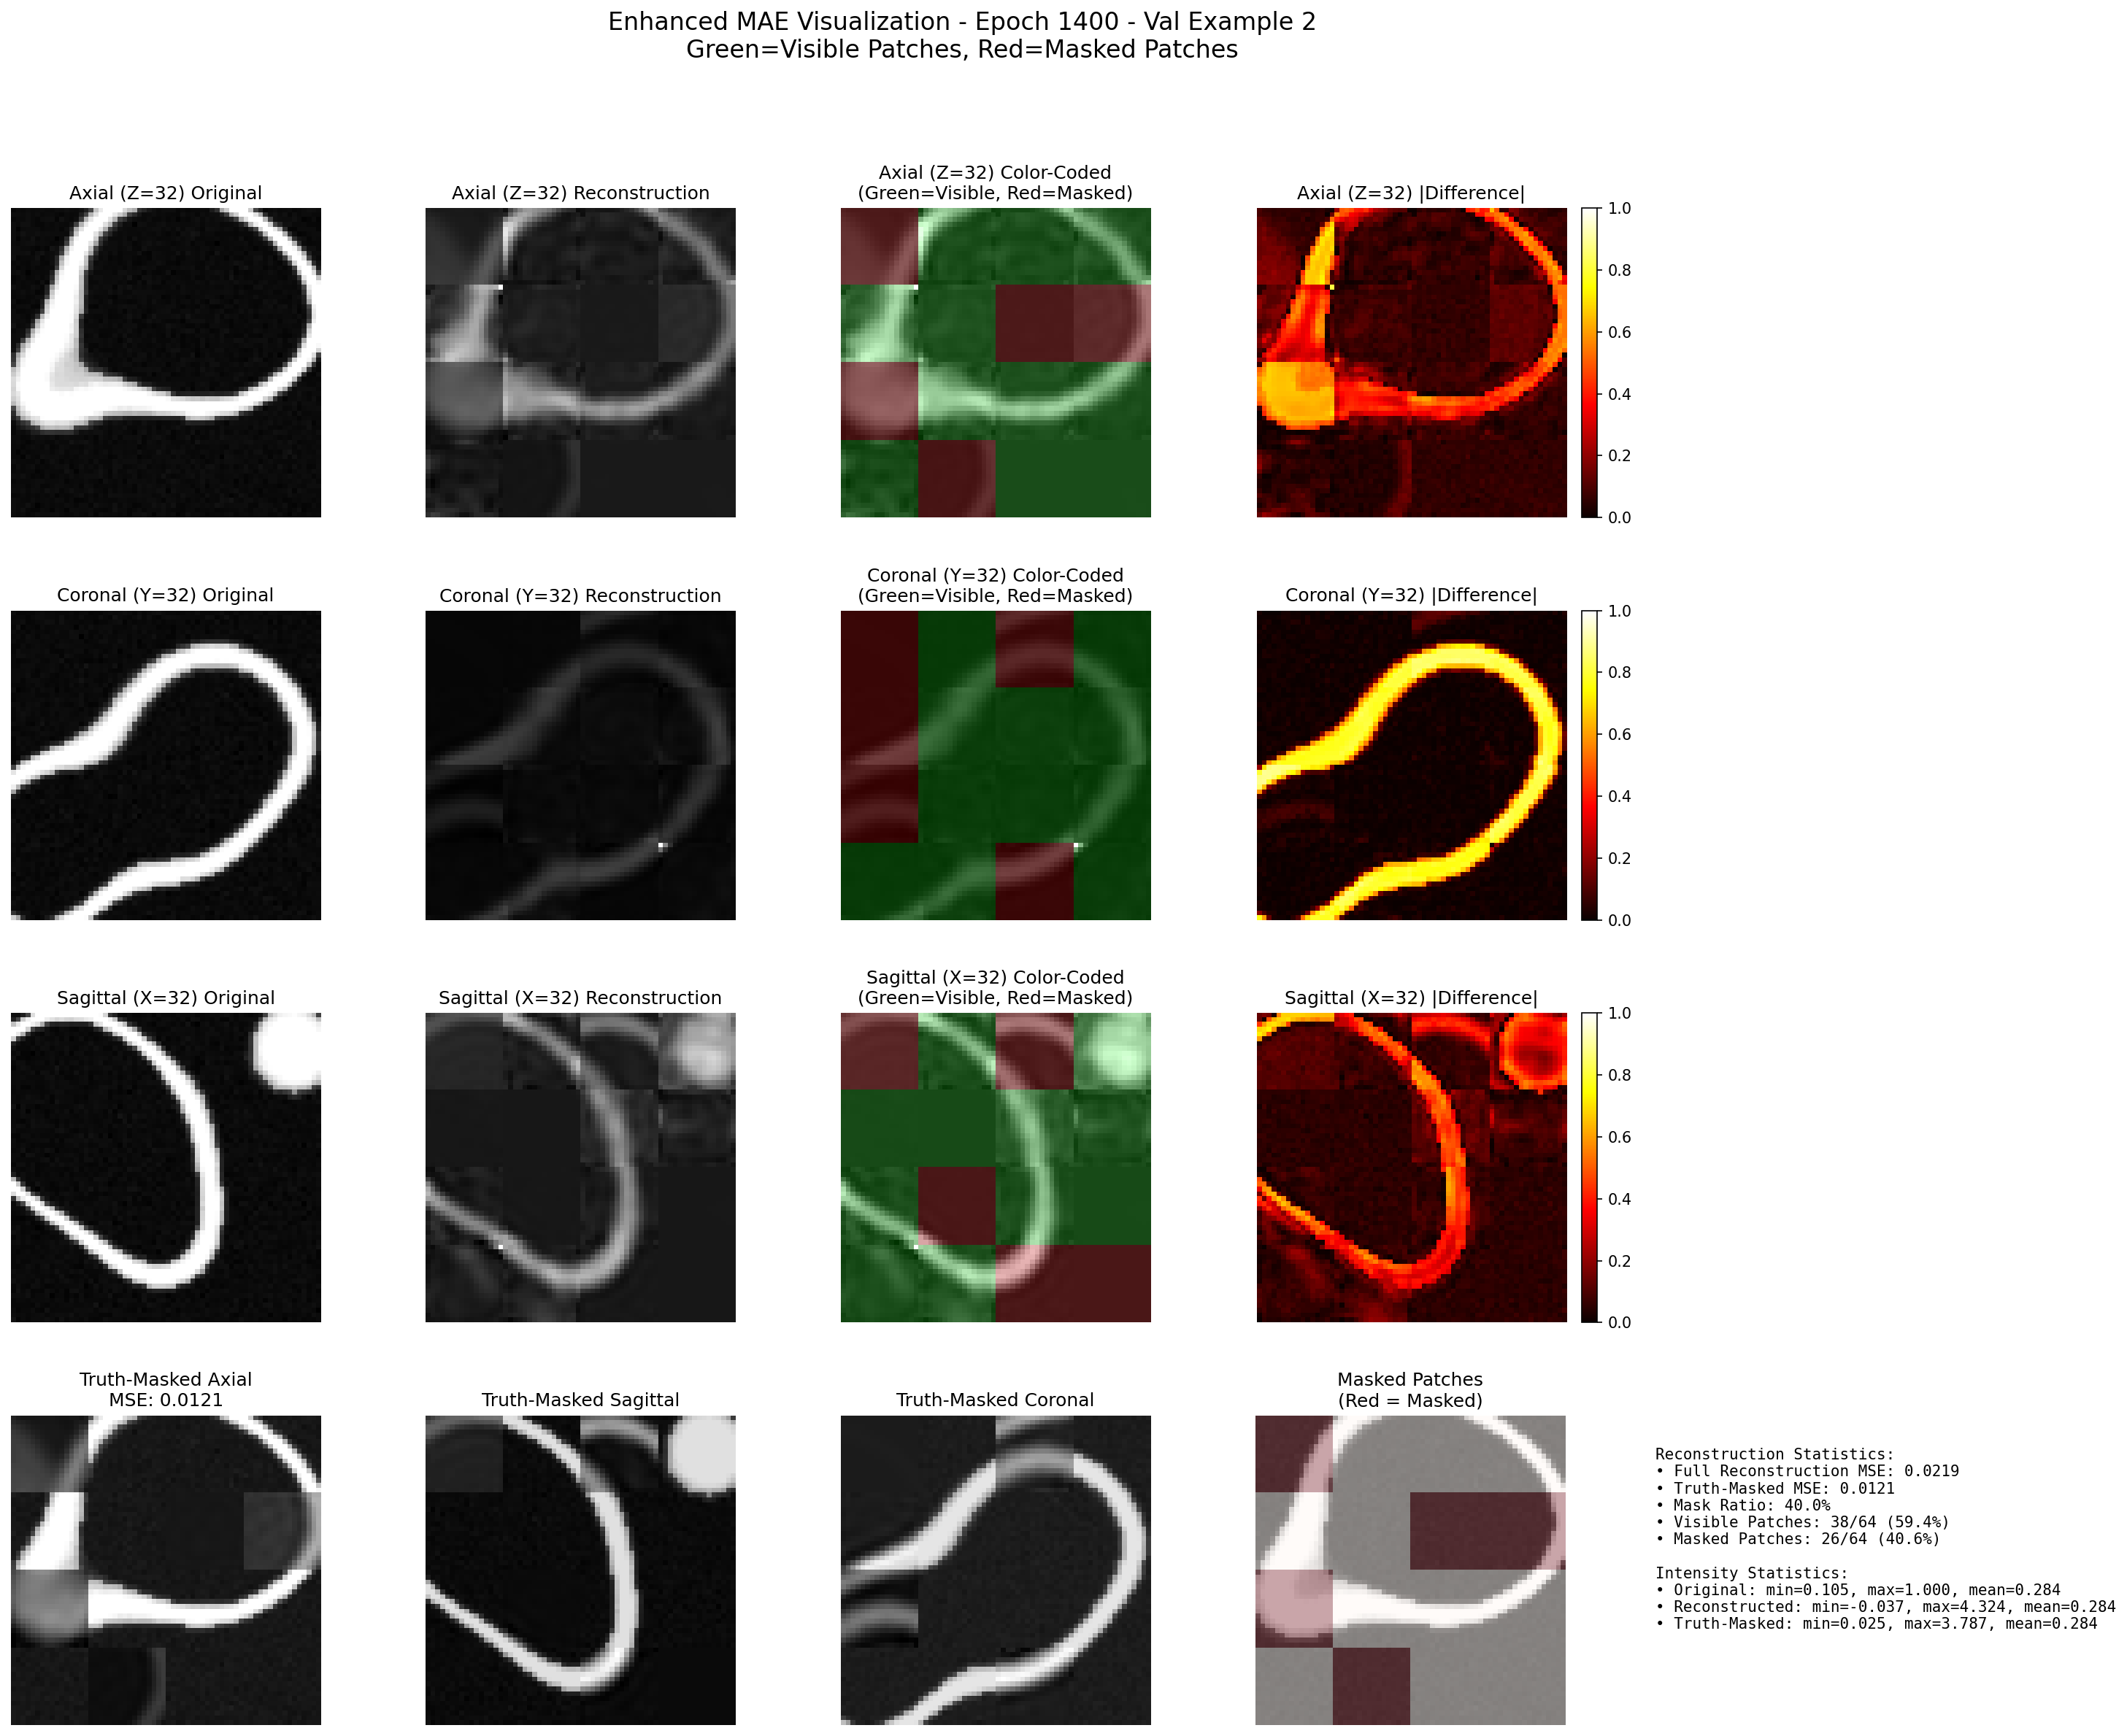 Enhanced MAE Visualization - Epoch 1400 - Val Example 2
Green=Visible Patches, Red=Masked Patches
Axial (Z=32) Original
Axial (Z=32) Reconstruction
Axial (Z=32) Color-Coded
(Green=Visible, Red=Masked)
Axial (Z=32) |Difference|
1.0
0.8
0.6
0.4
0.2
0.0
Coronal (Y=32) Original
Coronal (Y=32) Reconstruction
Coronal (Y=32) Color-Coded
(Green=Visible, Red=Masked)
Coronal (Y=32) |Difference|
1.0
0.8
0.6
0.4
0.2
0.0
Sagittal (X=32) Original
Sagittal (X=32) Reconstruction
Sagittal (X=32) Color-Coded
(Green=Visible, Red=Masked)
Sagittal (X=32) |Difference|
1.0
0.8
0.6
0.4
0.2
0.0
Truth-Masked Axial
MSE: 0.0121
Truth-Masked Sagittal
Truth-Masked Coronal
Masked Patches
(Red = Masked)
Reconstruction Statistics:
• Full Reconstruction MSE: 0.0219
• Truth-Masked MSE: 0.0121
• Mask Ratio: 40.0%
• Visible Patches: 38/64 (59.4%)
• Masked Patches: 26/64 (40.6%)
Intensity Statistics:
• Original: min=0.105, max=1.000, mean=0.284
• Reconstructed: min=-0.037, max=4.324, mean=0.284
• Truth-Masked: min=0.025, max=3.787, mean=0.284